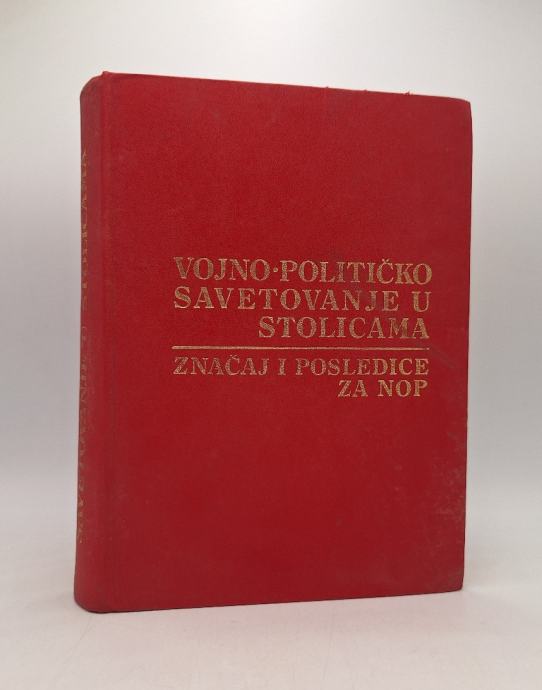 VOJNO·POLITIČKO
SAVETOVANJE U
STOLICAMA
ZNAČAJ I POSLEDICE
ZA NOP